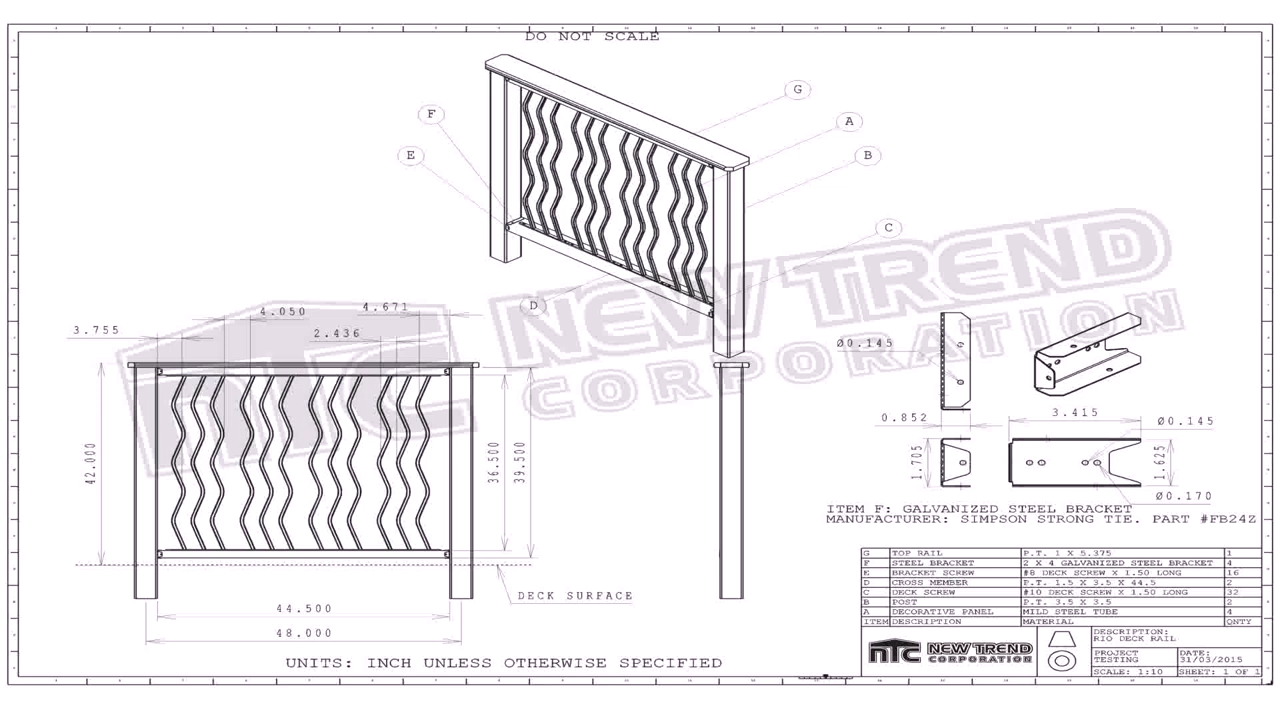 DO NOT SCALE
G
A
F
B
E
C
D
NEW TREND
CORPORATION
4.050
4.671
3.755
2.436
42.000
36.500
39.500
DECK SURFACE
44.500
48.000
UNITS: INCH UNLESS OTHERWISE SPECIFIED
Ø0.145
0.852
3.415
Ø0.145
1.705
1.625
Ø0.170
ITEM F: GALVANIZED STEEL BRACKET
MANUFACTURER: SIMPSON STRONG TIE. PART #FB24Z
G TOP RAIL P.T. 1 X 5.375 1
F STEEL BRACKET 2 X 4 GALVANIZED STEEL BRACKET 4
E BRACKET SCREW #8 DECK SCREW X 1.50 LONG 16
D CROSS MEMBER P.T. 1.5 X 3.5 X 44.5 2
C DECK SCREW #10 DECK SCREW X 1.50 LONG 32
B POST P.T. 3.5 X 3.5 2
A DECORATIVE PANEL MILD STEEL TUBE 4
ITEM DESCRIPTION MATERIAL QNTY
NTC NEW TREND
CORPORATION
DESCRIPTION:
RIO DECK RAIL
PROJECT
TESTING
DATE:
31/03/2015
SCALE: 1:10
SHEET: 1 OF 1